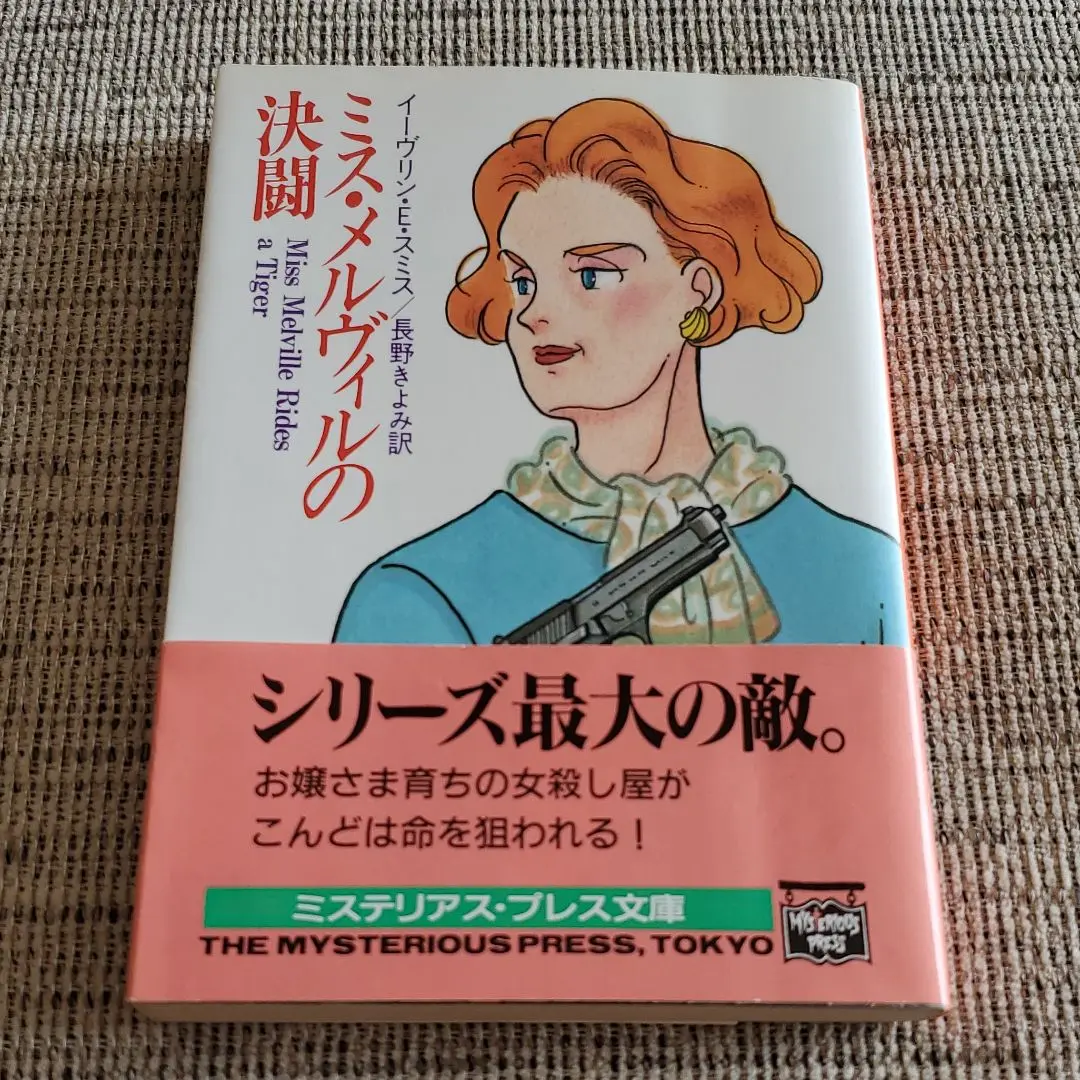 ミス・メルヴィルの
決闘
Miss Melville Rides
a Tiger
イーヴリン・E・スミス／長野きよみ訳
シリーズ最大の敵。
お嬢さま育ちの女殺し屋が
こんどは命を狙われる！
ミステリアス・プレス文庫
THE MYSTERIOUS PRESS, TOKYO
MYSTERIOUS
PRESS